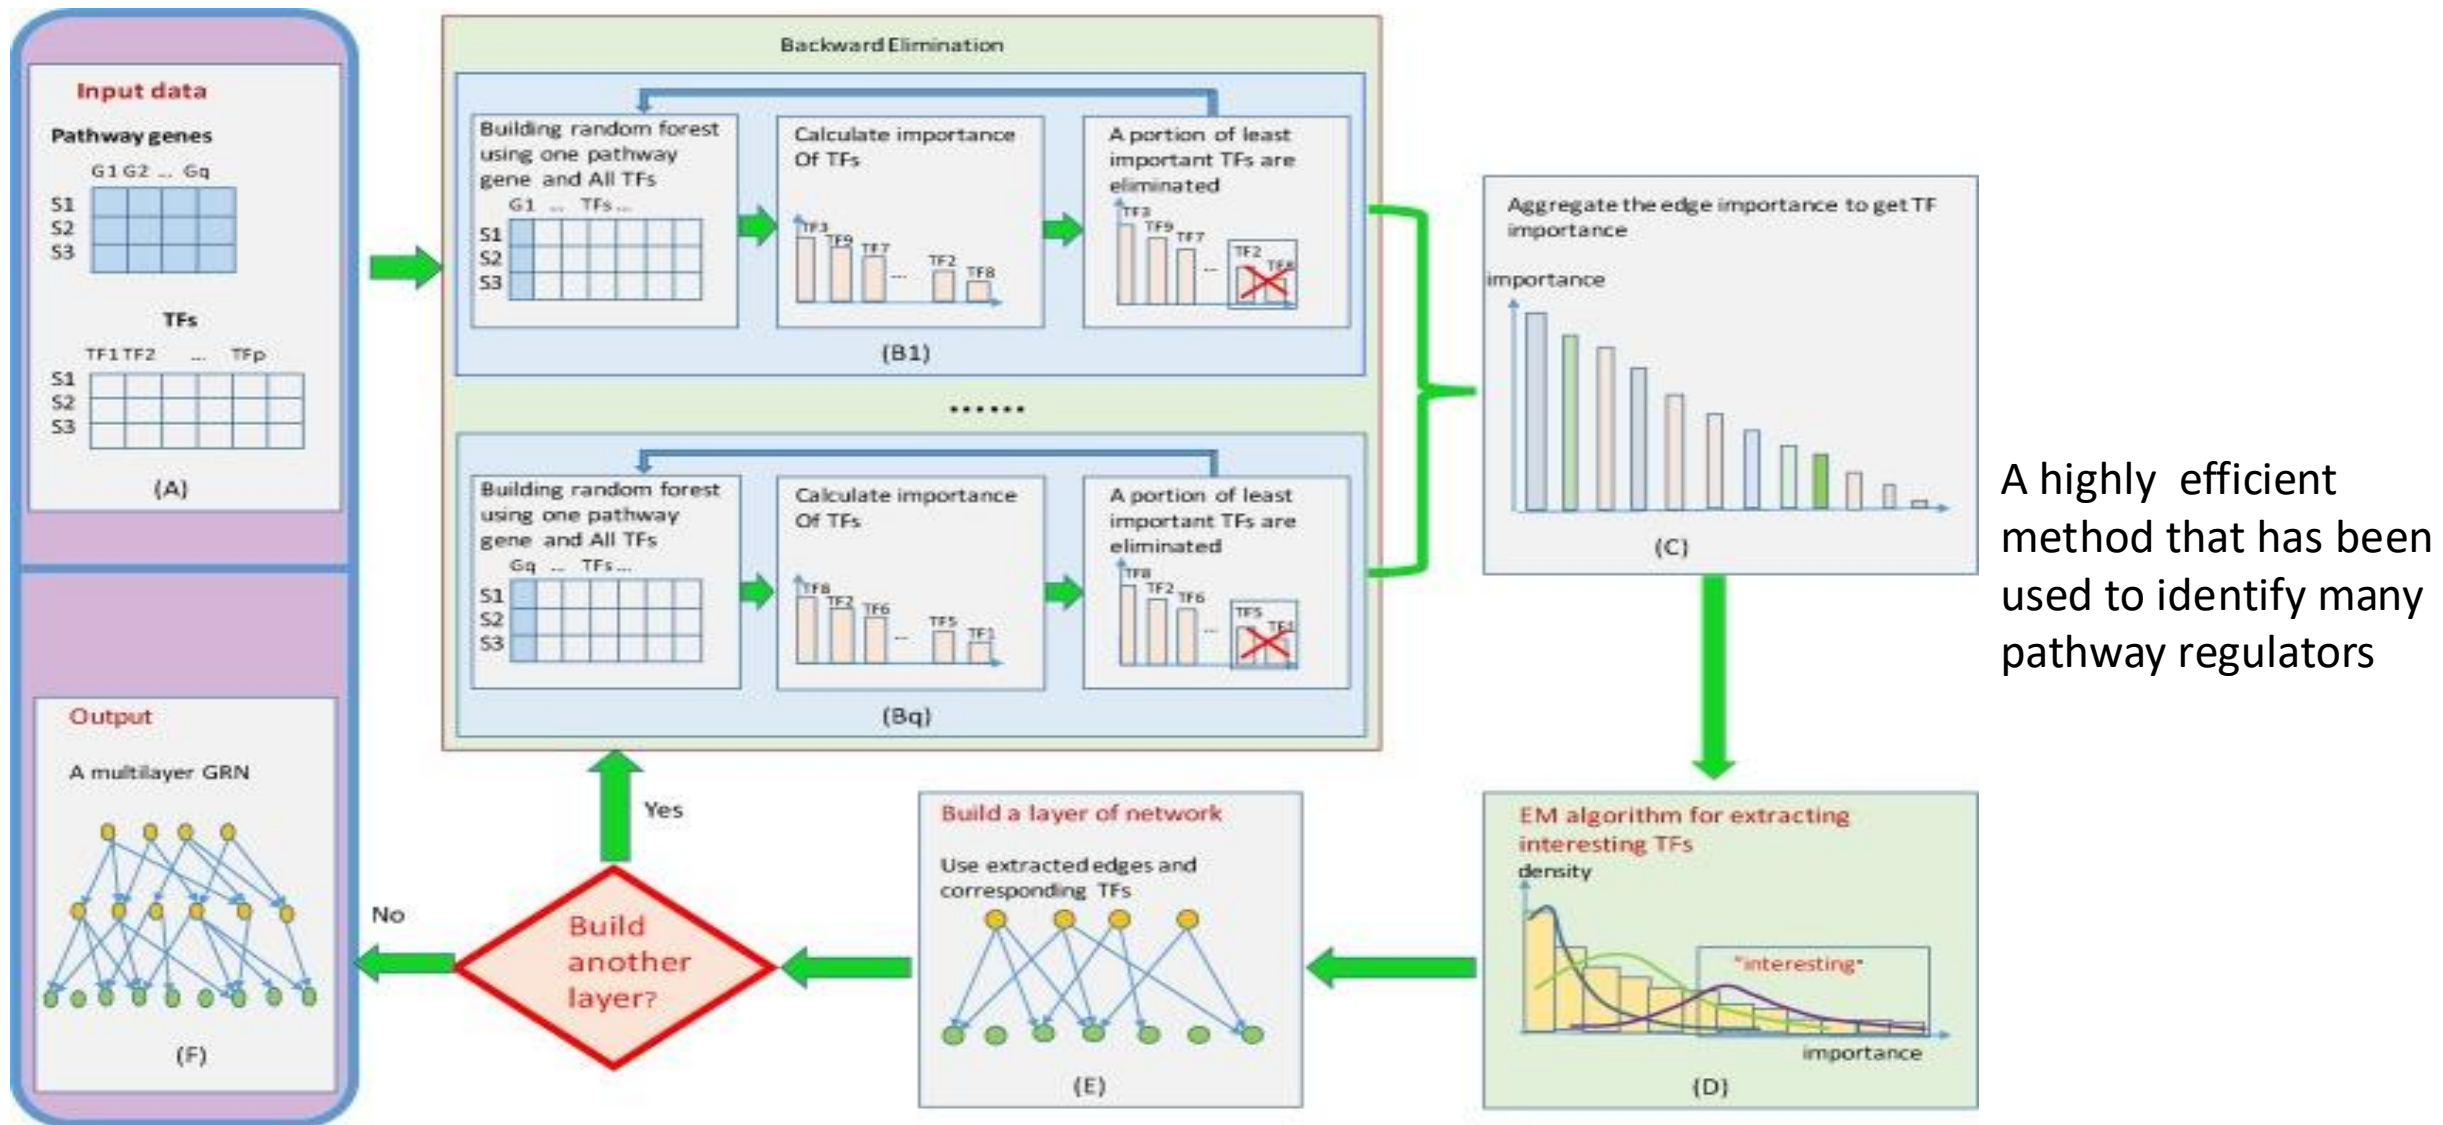 Input data
Pathway genes
G1 G2 ... Gq
S1
S2
S3
TFs
TF1 TF2 ... TFp
S1
S2
S3
(A)
Backward Elimination
Building random forest
using one pathway
gene and All TFs
G1 ... TFs ...
S1
S2
S3
Calculate importance
Of TFs
TF3
TF9
TF7
...
TF2
TF8
A portion of least
important TFs are
eliminated
TF3
TF9
TF7
...
TF2
TF8
(B1)
......
Building random forest
using one pathway
gene and All TFs
Gq ... TFs ...
S1
S2
S3
Calculate importance
Of TFs
TF8
TF2
TF6
...
TF5
TF1
A portion of least
important TFs are
eliminated
TF8
TF2
TF6
...
TF5
TF1
(Bq)
Aggregate the edge importance to get TF
importance
importance
(C)
A highly efficient
method that has been
used to identify many
pathway regulators
EM algorithm for extracting
interesting TFs
density
"interesting"
importance
(D)
Build a layer of network
Use extracted edges and
corresponding TFs
(E)
Build
another
layer?
Yes
No
Output
A multilayer GRN
(F)